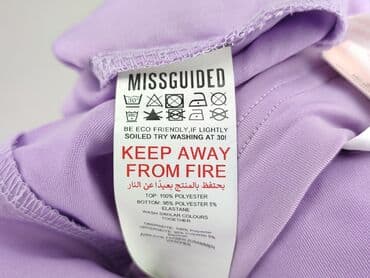 MISSGUIDED
BE ECO FRIENDLY, IF LIGHTLY
SOILED TRY WASHING AT 30!
KEEP AWAY
FROM FIRE
يحتفظ بالمنتج بعيدًا عن النار
TOP: 100% POLYESTER
BOTTOM: 95% POLYESTER 5%
ELASTANE
WASH SIMILAR COLOURS
TOGETHER